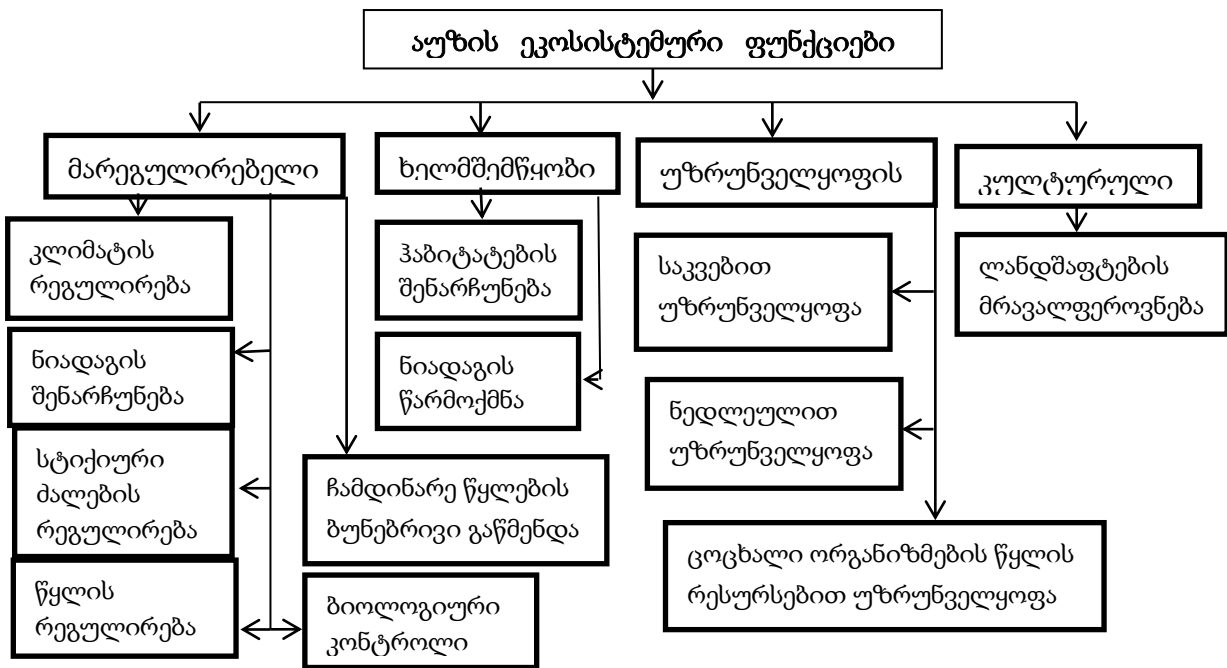 აუზის ეკოსისტემური ფუნქციები
მარეგულირებელი
ხელმშემწყობი
უზრუნველყოფის
კულტურული
კლიმატის
რეგულირება
ნიადაგის
შენარჩუნება
სტიქიური
ძალების
რეგულირება
წყლის
რეგულირება
ჩამდინარე წყლების
ბუნებრივი გაწმენდა
ბიოლოგიური
კონტროლი
ჰაბიტატების
შენარჩუნება
ნიადაგის
წარმოქმნა
საკვებით
უზრუნველყოფა
ნედლეულით
უზრუნველყოფა
ცოცხალი ორგანიზმების წყლის
რესურსებით უზრუნველყოფა
ლანდშაფტების
მრავალფეროვნება